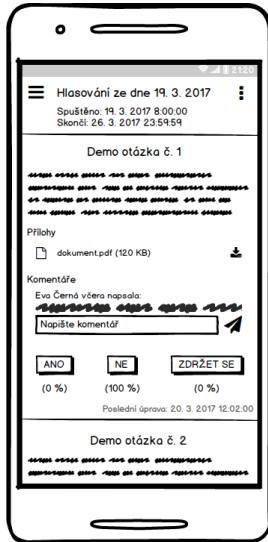 21:20
Hlasování ze dne 19. 3. 2017
Spuštěno: 19. 3. 2017 8:00:00
Skončí: 26. 3. 2017 23:59:59
Demo otázka č. 1
Přílohy
dokument.pdf (120 KB)
Komentáře
Eva Černá včera napsala:
Napište komentář
ANO NE ZDRŽET SE
(0 %) (100 %) (0 %)
Poslední úprava: 20. 3. 2017 12:02:00
Demo otázka č. 2